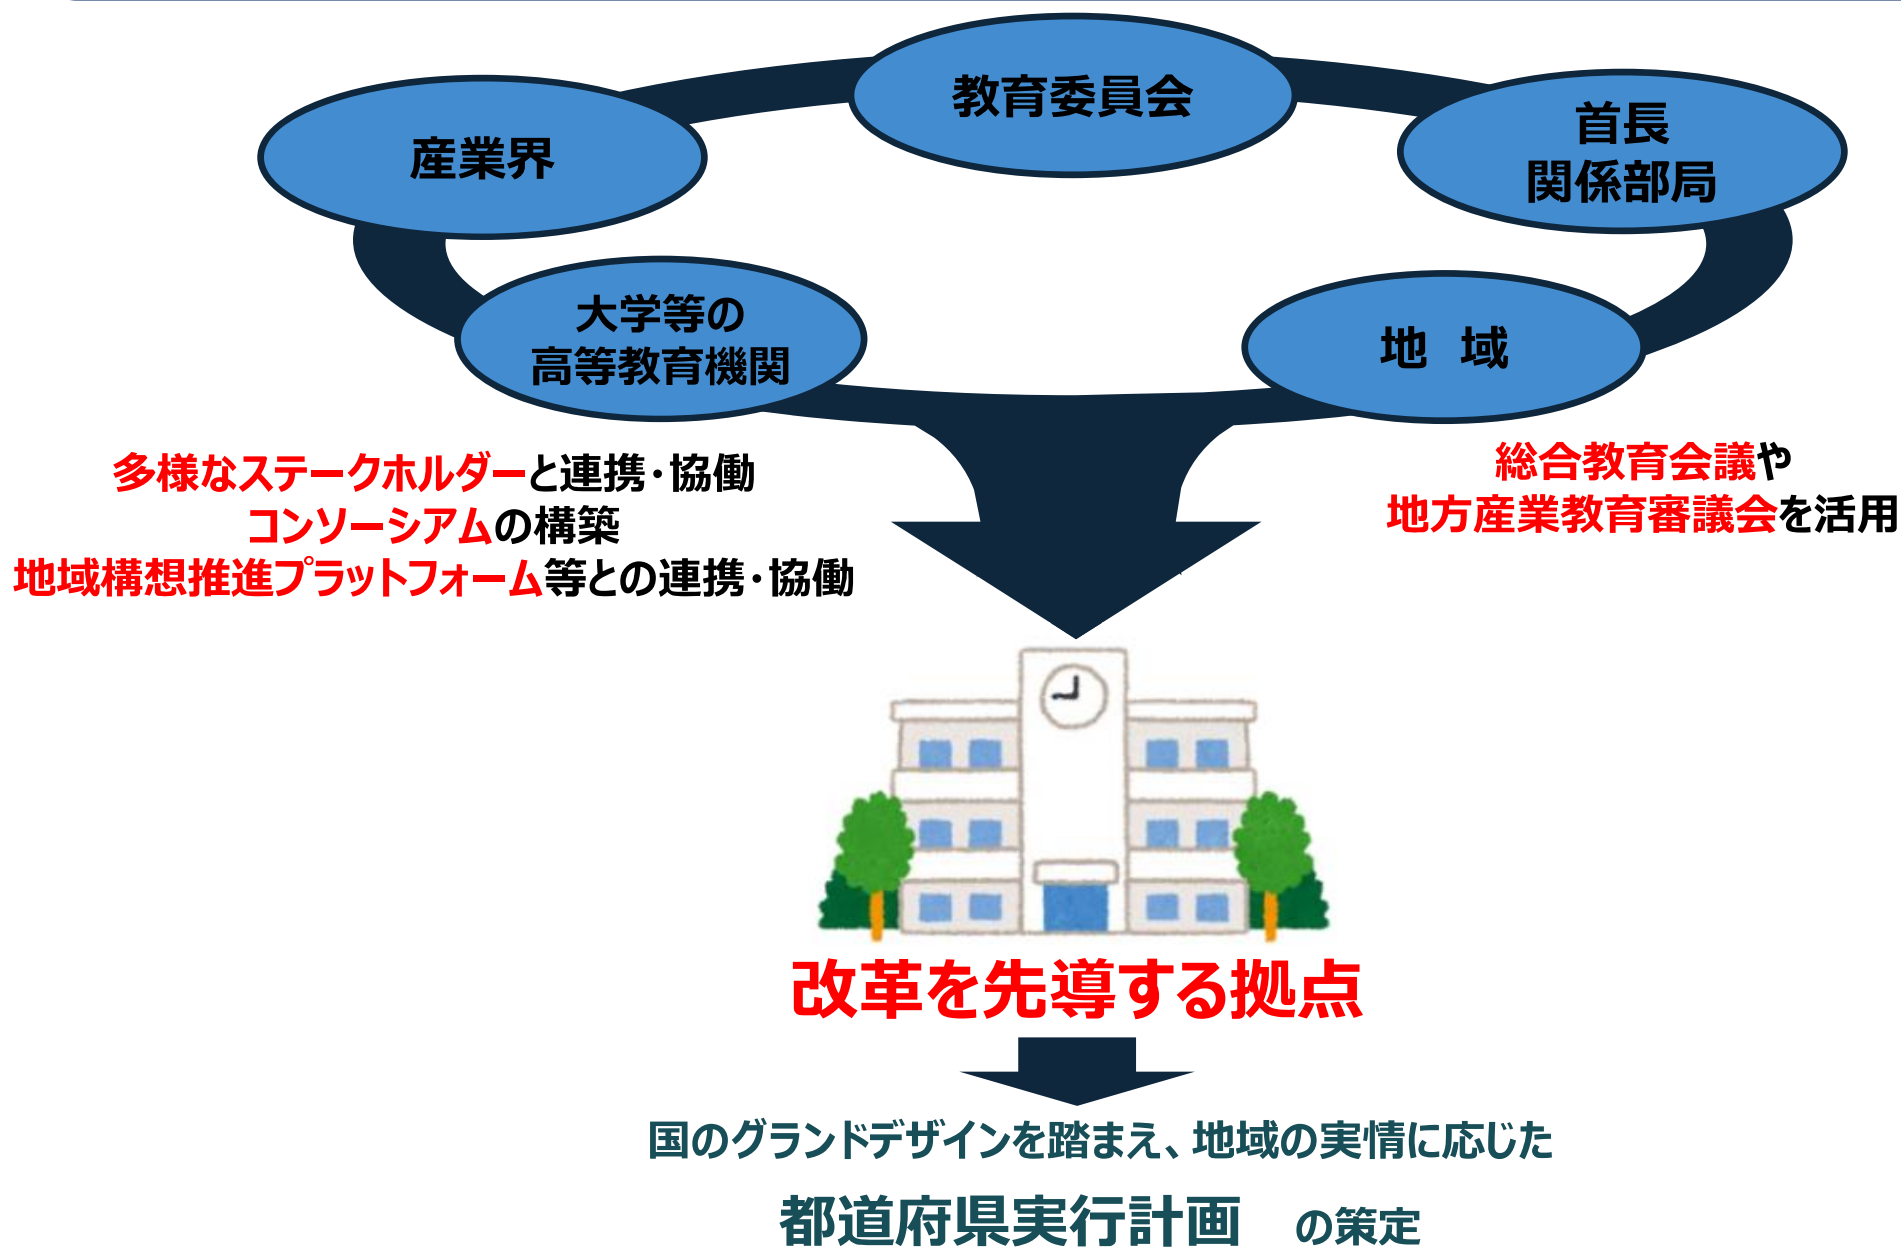 教育委員会
産業界
首長
関係部局
大学等の
高等教育機関
地 域
多様なステークホルダーと連携・協働
コンソーシアムの構築
地域構想推進プラットフォーム等との連携・協働
総合教育会議や
地方産業教育審議会を活用
改革を先導する拠点
国のグランドデザインを踏まえ、地域の実情に応じた
都道府県実行計画 の策定